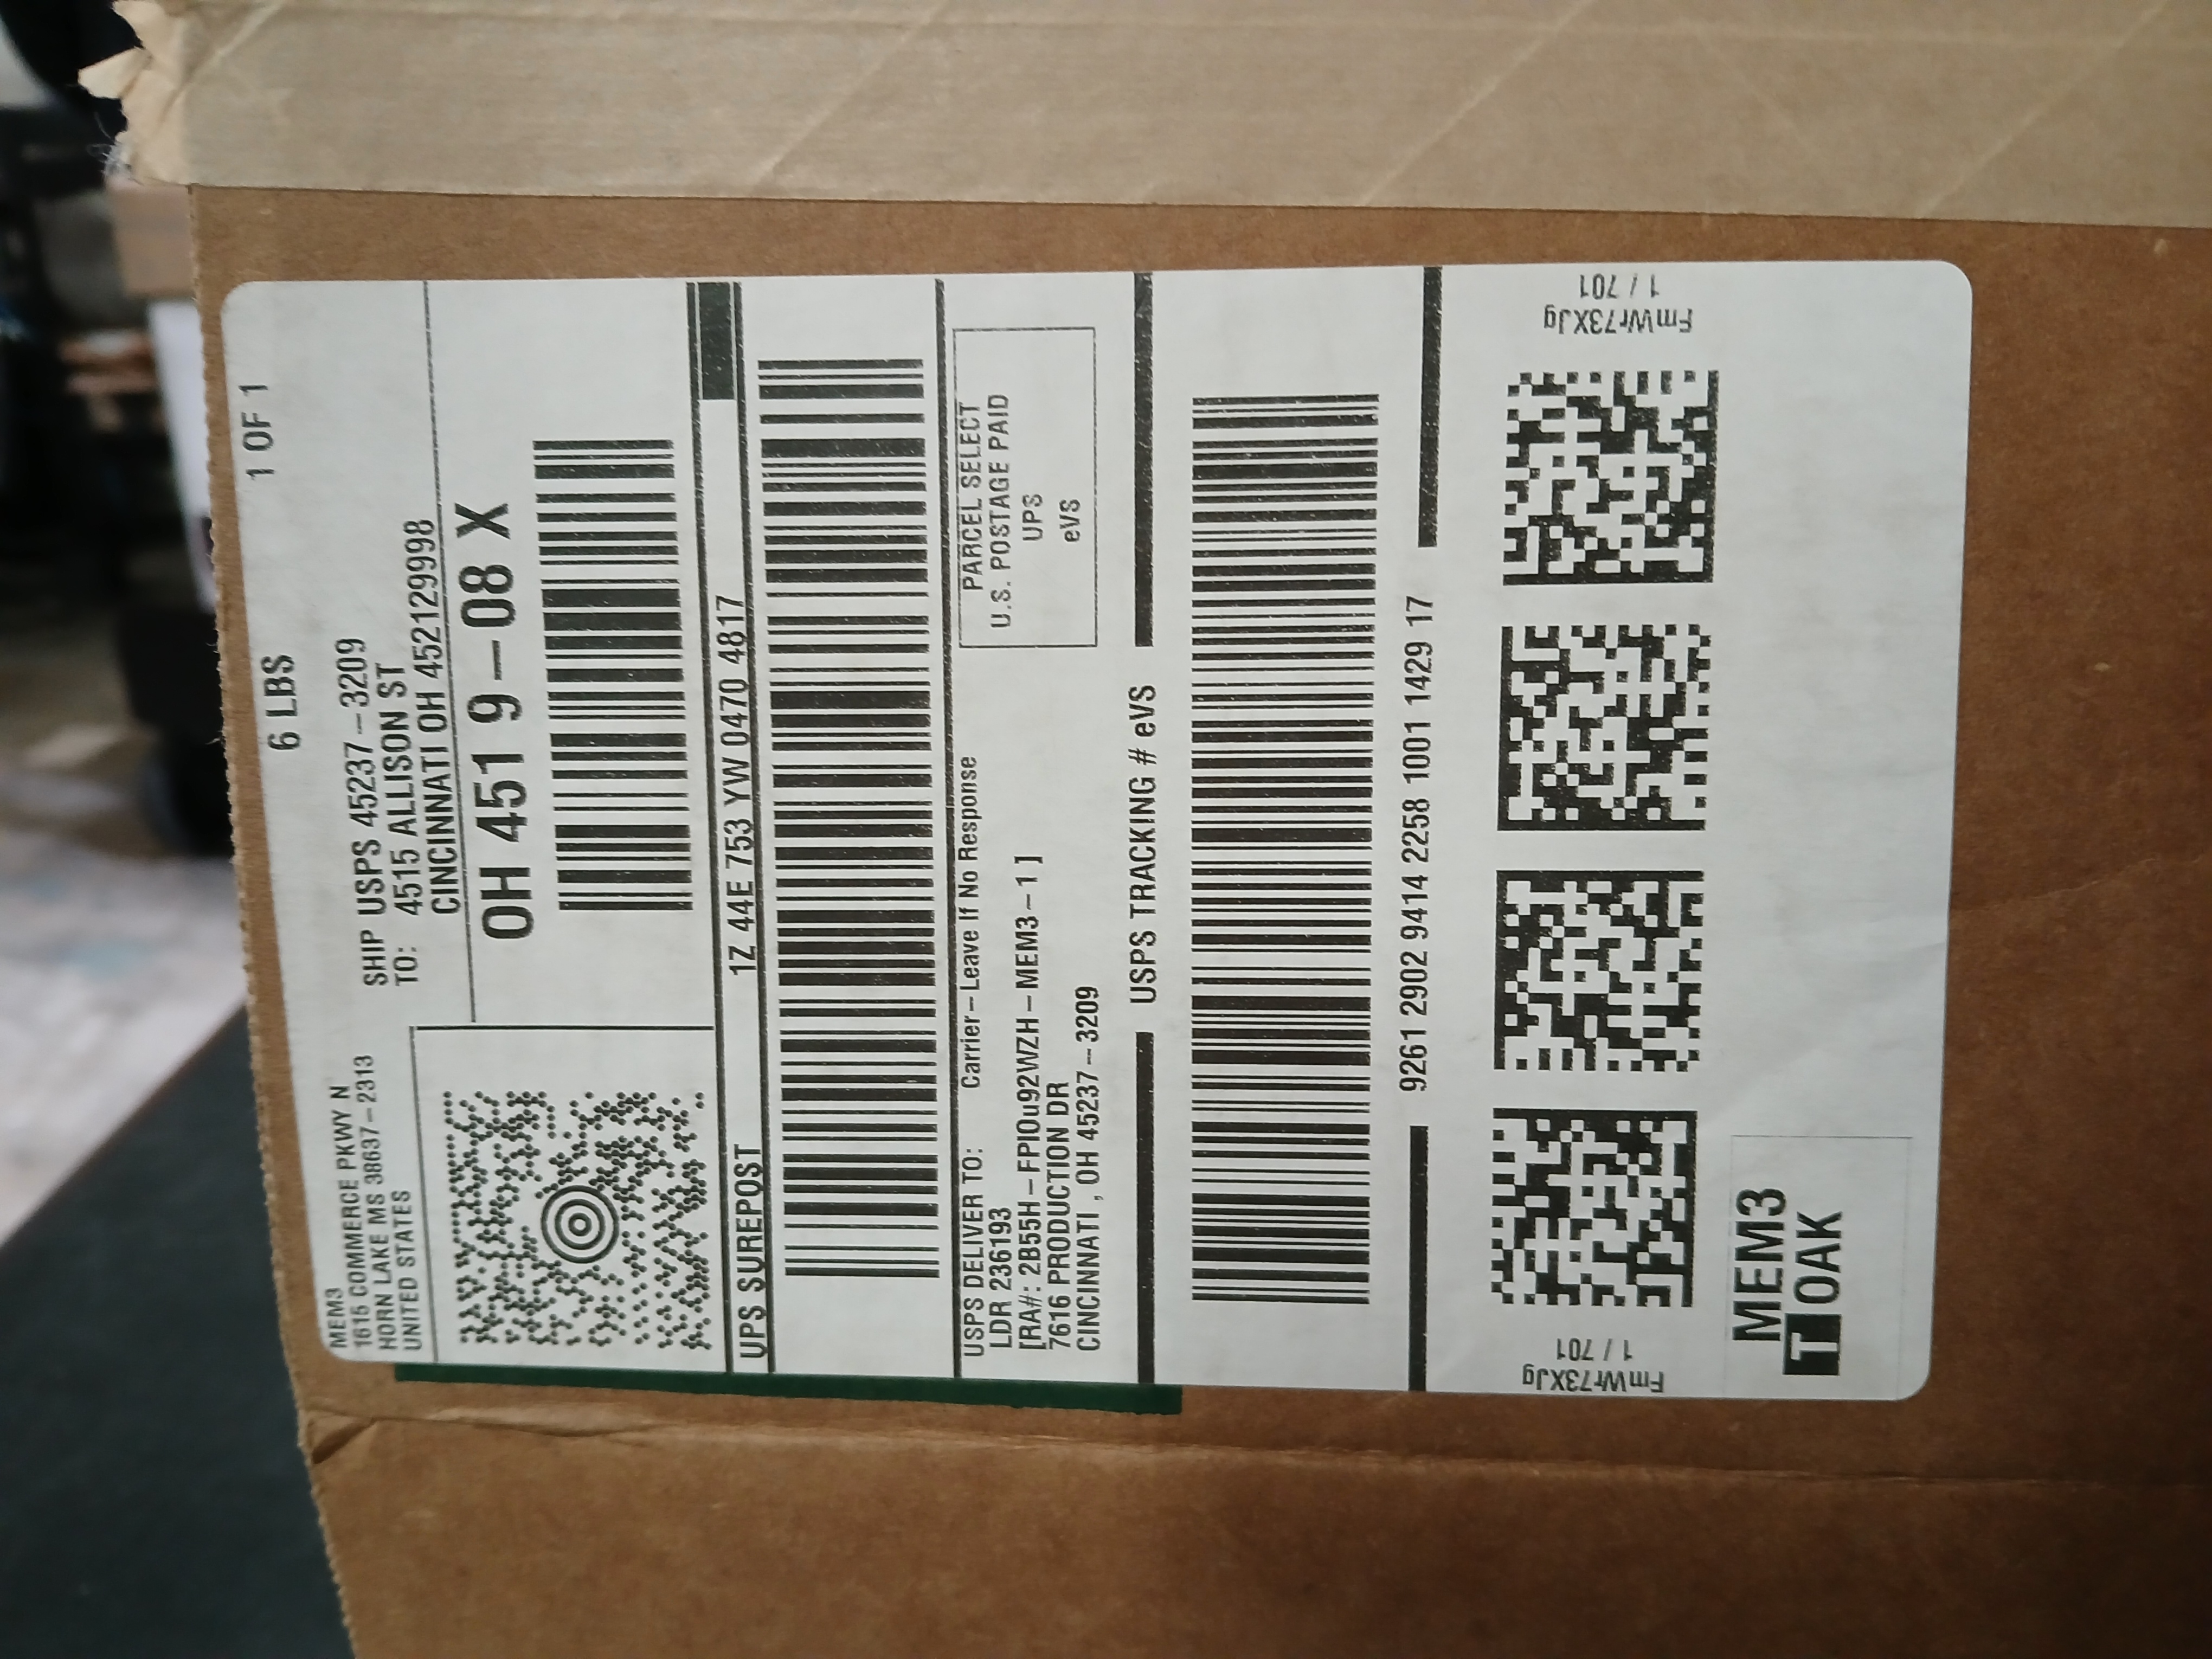 MEM3
1615 COMMERCE PKWY N
HORN LAKE MS 38637-2313
UNITED STATES
6 LBS
1 OF 1
SHIP USPS 45237-3209
TO: 4515 ALLISON ST
CINCINNATI OH 452129998
OH 451 9-08 X
UPS SUREPOST
1Z 44E 753 YW 0470 4817
USPS DELIVER TO:
Carrier-Leave If No Response
LDR 236193
[RA#: 2B55H-FPI0u92WZH-MEM3-1]
7616 PRODUCTION DR
CINCINNATI , OH 45237-3209
PARCEL SELECT
U.S. POSTAGE PAID
UPS
eVS
USPS TRACKING # eVS
9261 2902 9414 2258 1001 1429 17
FmWr73XJg
1 / 701
FmWr73XJg
1 / 701
MEM3
T OAK